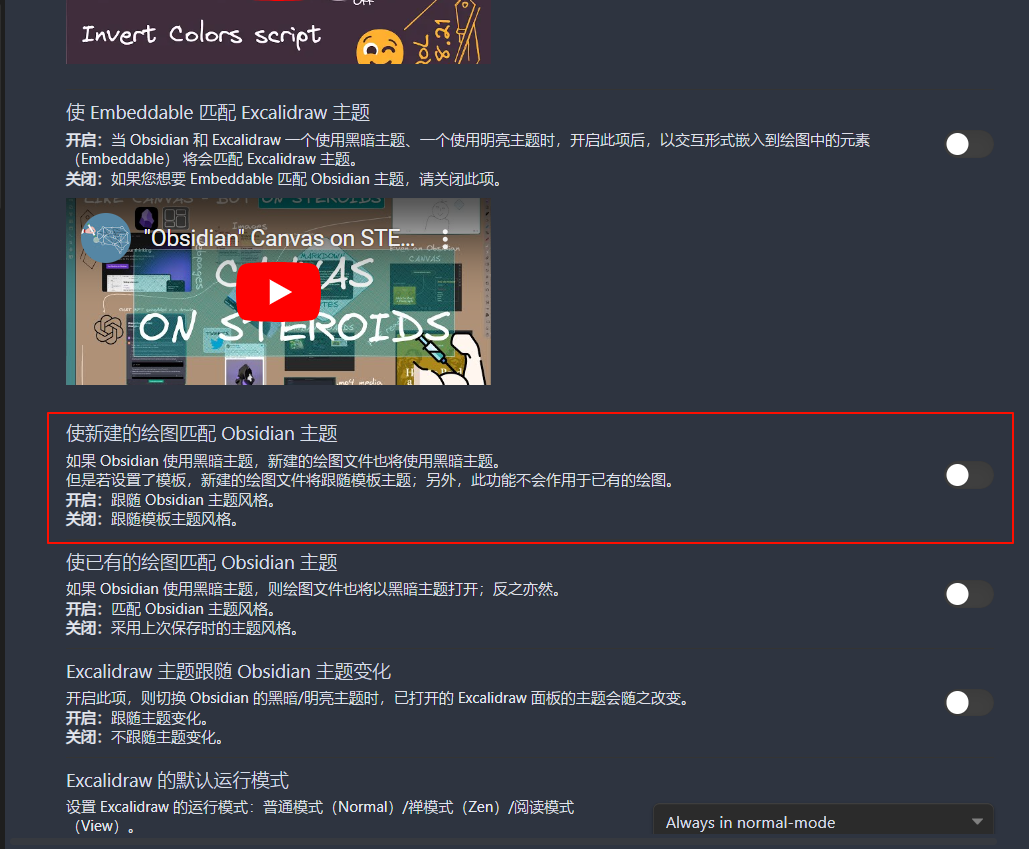 OFF
Invert Colors script
VOL
8.21
使 Embeddable 匹配 Excalidraw 主题
开启：当 Obsidian 和 Excalidraw 一个使用黑暗主题、一个使用明亮主题时，开启此项后，以交互形式嵌入到绘图中的元素
（Embeddable） 将会匹配 Excalidraw 主题。
关闭：如果您想要 Embeddable 匹配 Obsidian 主题，请关闭此项。
LIKE CANVAS - BUT ON STEROIDS
"Obsidian" Canvas on STE...
CANVAS
ON STEROIDS
使新建的绘图匹配 Obsidian 主题
如果 Obsidian 使用黑暗主题，新建的绘图文件也将使用黑暗主题。
但是若设置了模板，新建的绘图文件将跟随模板主题；另外，此功能不会作用于已有的绘图。
开启：跟随 Obsidian 主题风格。
关闭：跟随模板主题风格。
使已有的绘图匹配 Obsidian 主题
如果 Obsidian 使用黑暗主题，则绘图文件也将以黑暗主题打开；反之亦然。
开启：匹配 Obsidian 主题风格。
关闭：采用上次保存时的主题风格。
Excalidraw 主题跟随 Obsidian 主题变化
开启此项，则切换 Obsidian 的黑暗/明亮主题时，已打开的 Excalidraw 面板的主题会随之改变。
开启：跟随主题变化。
关闭：不跟随主题变化。
Excalidraw 的默认运行模式
设置 Excalidraw 的运行模式：普通模式（Normal）/禅模式（Zen）/阅读模式
（View）。
Always in normal-mode